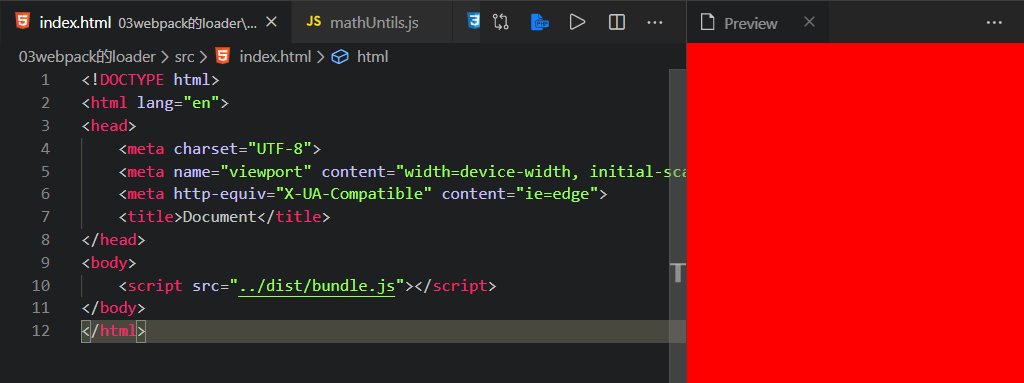 index.html 03webpack的loader\... JS mathUntils.js
Preview
03webpack的loader > src > index.html > html
1 <!DOCTYPE html>
2 <html lang="en">
3 <head>
4 <meta charset="UTF-8">
5 <meta name="viewport" content="width=device-width, initial-sca
6 <meta http-equiv="X-UA-Compatible" content="ie=edge">
7 <title>Document</title>
8 </head>
9 <body>
10 <script src="../dist/bundle.js"></script>
11 </body>
12 </html>
T